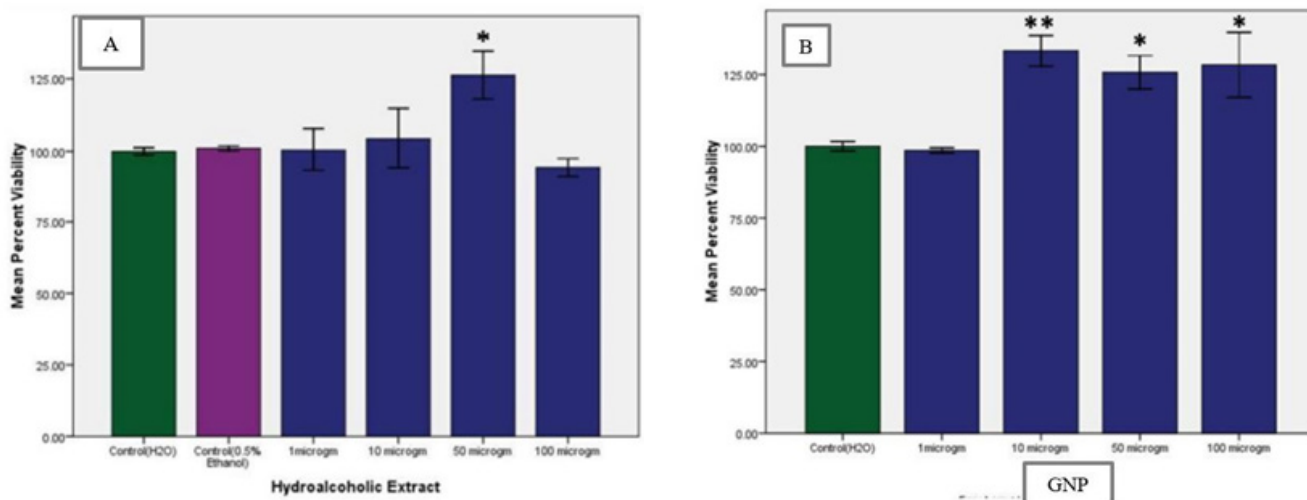 A
*
Mean Percent Viability
125.00
100.00
75.00
50.00
25.00
0.00
Control(H2O)
Control(0.5%
Ethanol)
1microgm
10 microgm
50 microgm
100 microgm
Hydroalcoholic Extract
B
**
*
*
Mean Percent Viability
125.00
100.00
75.00
50.00
25.00
0.00
Control(H2O)
1microgm
10 microgm
50 microgm
100 microgm
GNP